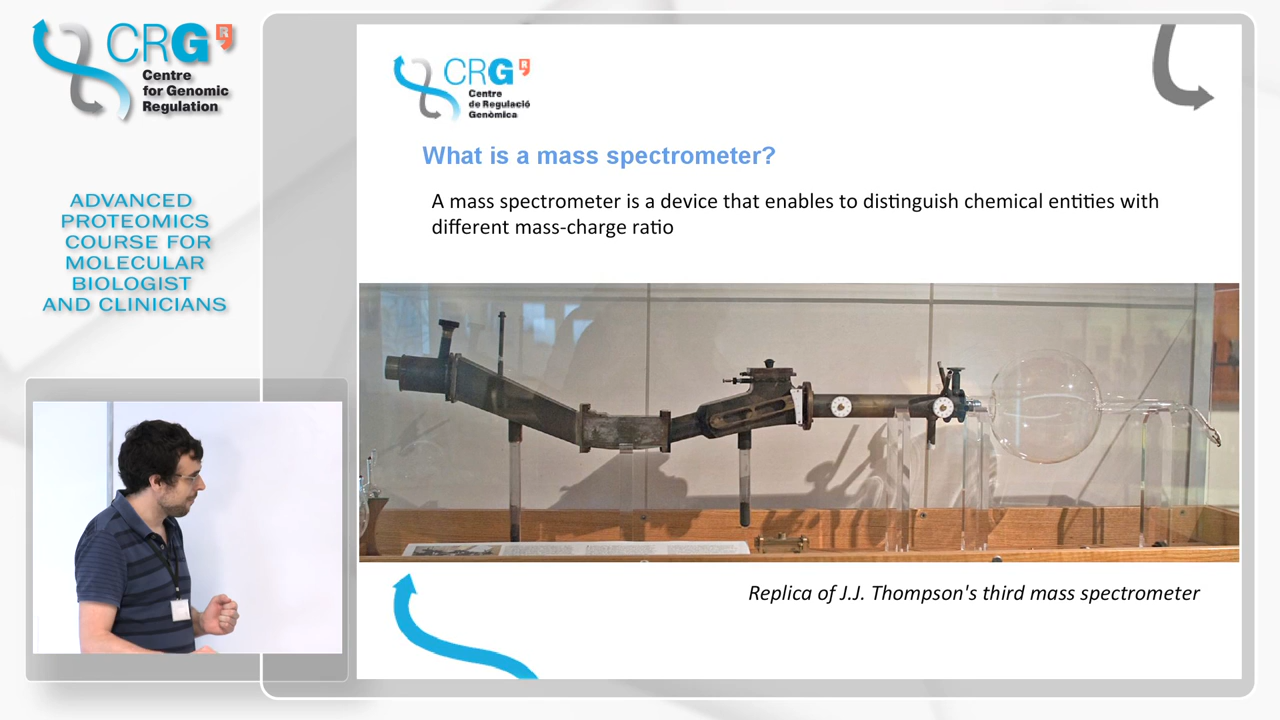 CRG
Centre
for Genomic
Regulation
ADVANCED
PROTEOMICS
COURSE FOR
MOLECULAR
BIOLOGIST
AND CLINICIANS
CRG
Centre
de Regulació
Genòmica
What is a mass spectrometer?
A mass spectrometer is a device that enables to distinguish chemical entities with
different mass-charge ratio
Replica of J.J. Thompson's third mass spectrometer